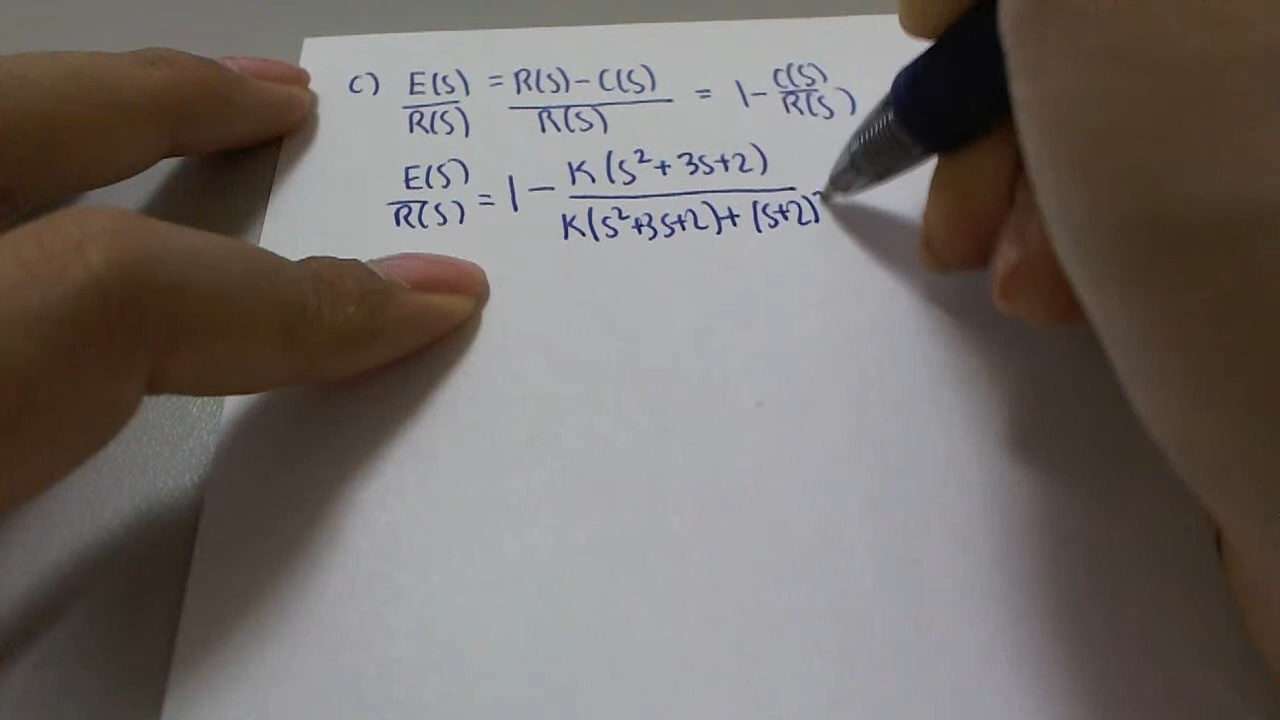 c) E(S)/R(S) = R(S) - C(S)/R(S) = 1 - C(S)/R(S)
E(S)/R(S) = 1 - K(S²+3S+2)/K(S²+3S+2)+(S+2)